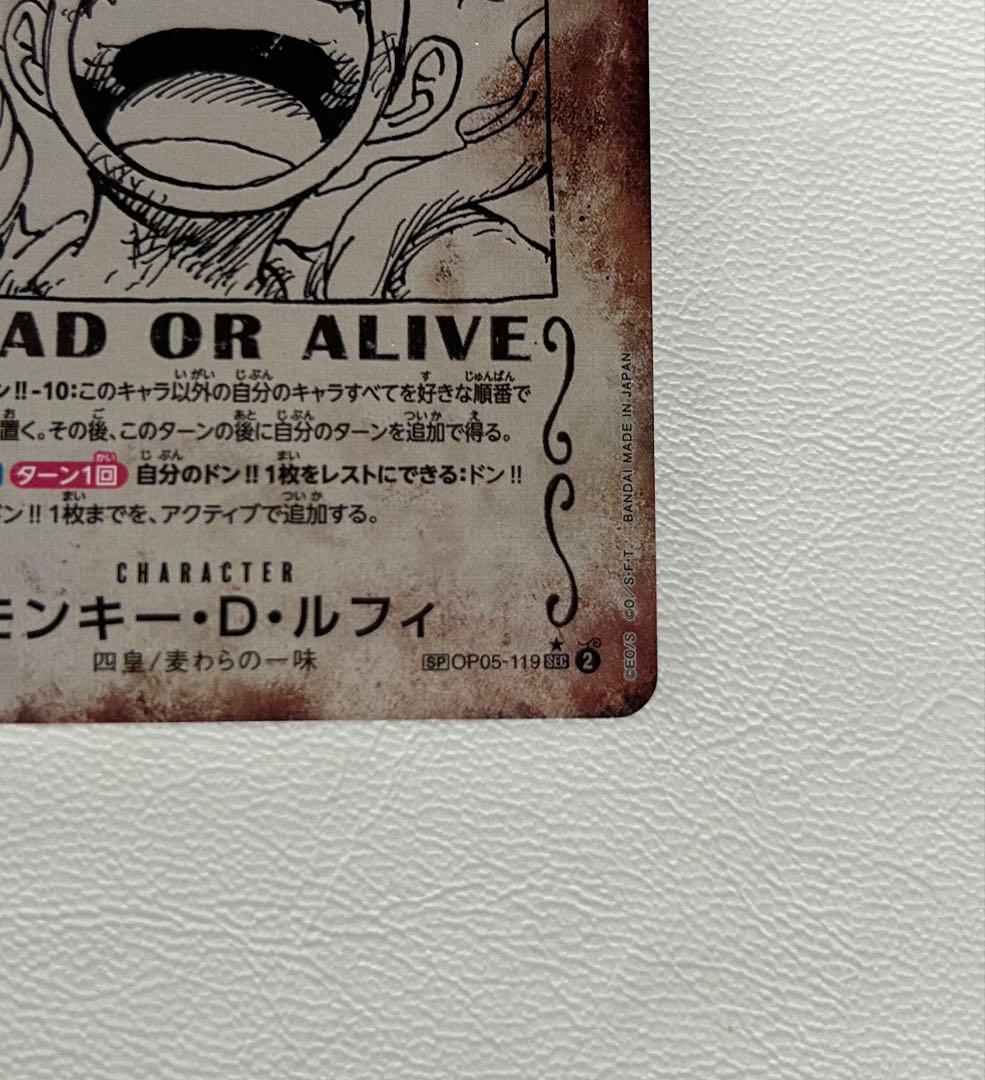 AD OR ALIVE
ン!!-10:このキャラ以外の自分のキャラすべてを好きな順番で
置く。その後、このターンの後に自分のターンを追加で得る。
ターン1回 自分のドン!!1枚をレストにできる:ドン!!
ン!!1枚までを、アクティブで追加する。
CHARACTER
モンキー・D・ルフィ
四皇/麦わらの一味
SP OP05-119 SEC 2
©EO/S ©O/S・F・T. BANDAI MADE IN JAPAN